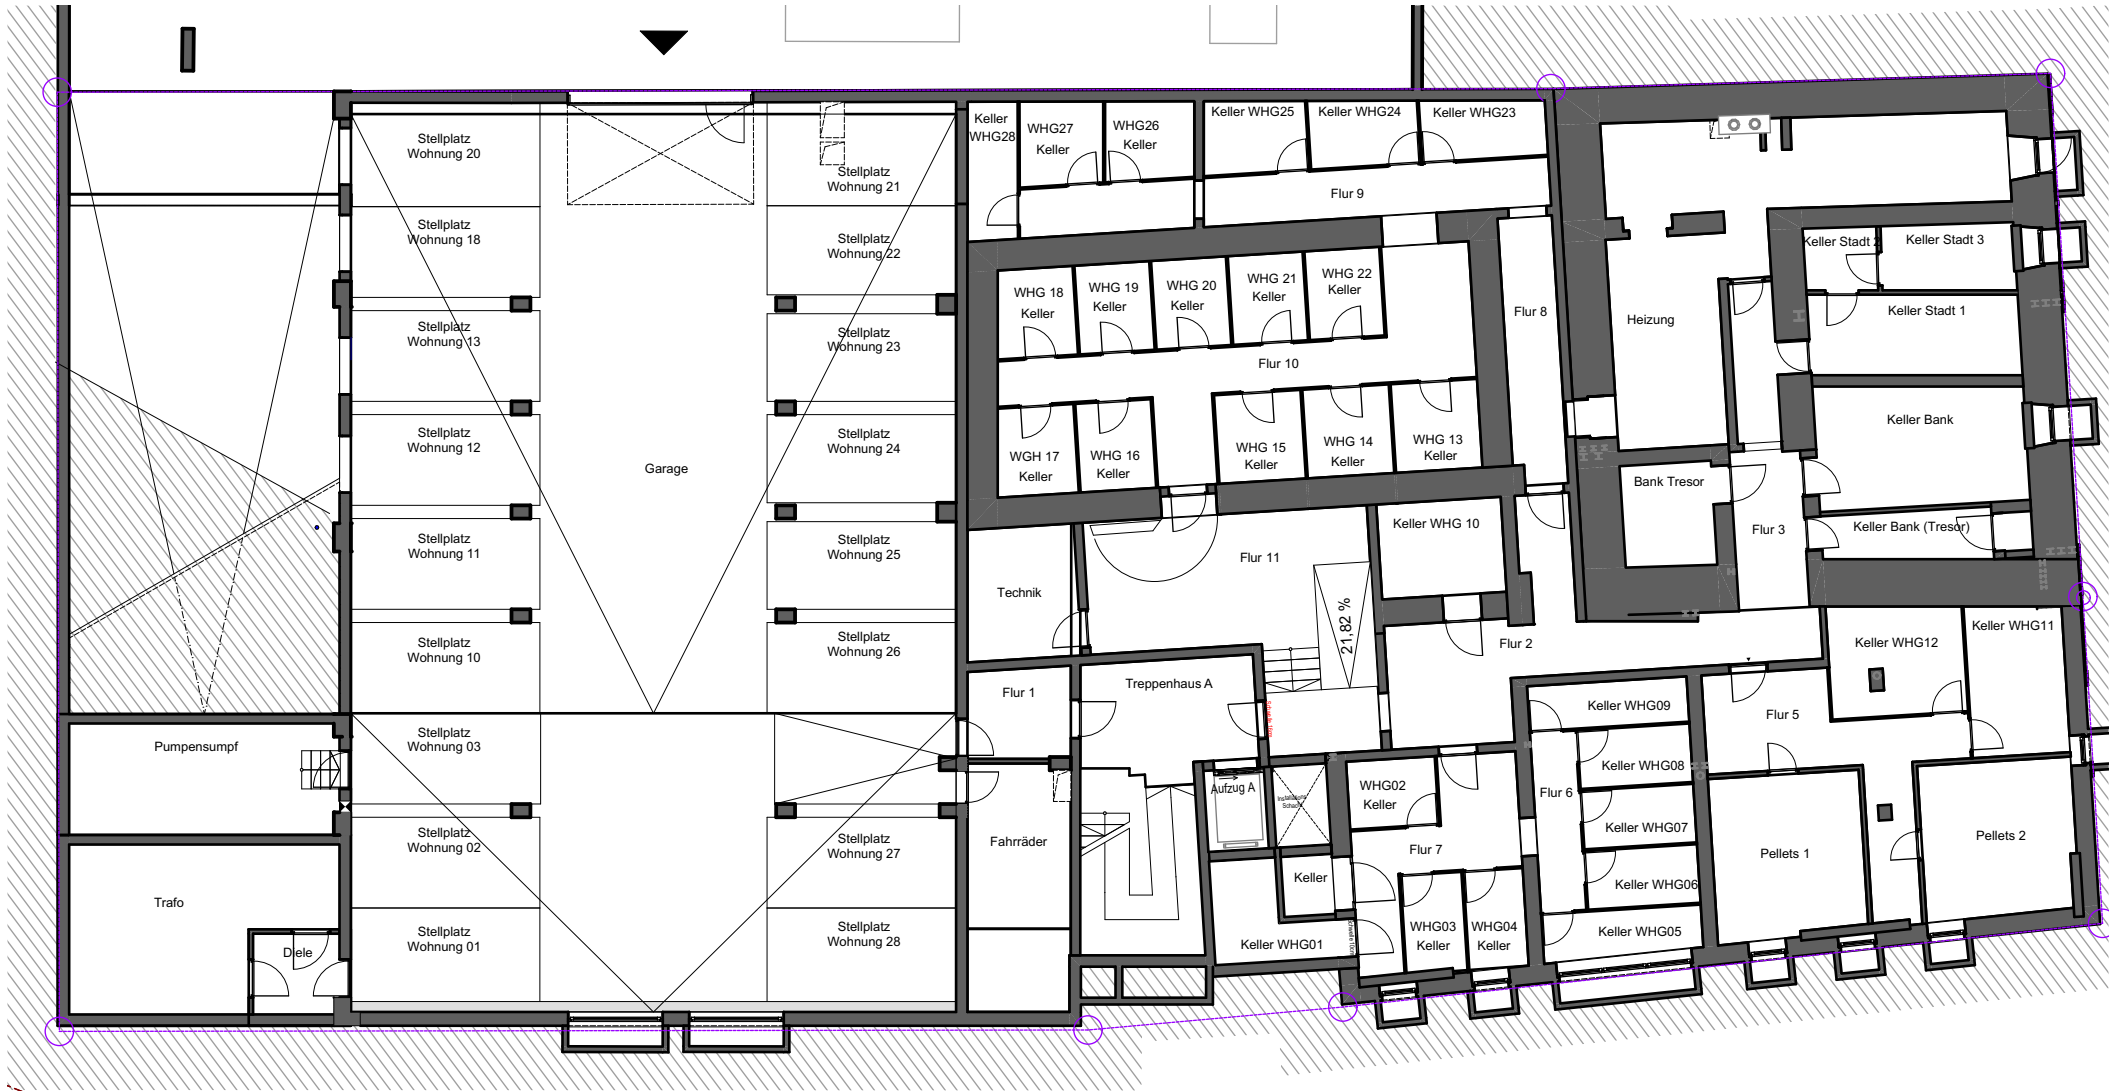 Stellplatz
Wohnung 20
Stellplatz
Wohnung 18
Stellplatz
Wohnung 13
Stellplatz
Wohnung 12
Stellplatz
Wohnung 11
Stellplatz
Wohnung 10
Stellplatz
Wohnung 03
Stellplatz
Wohnung 02
Stellplatz
Wohnung 01
Pumpensumpf
Trafo
Diele
Garage
Stellplatz
Wohnung 21
Stellplatz
Wohnung 22
Stellplatz
Wohnung 23
Stellplatz
Wohnung 24
Stellplatz
Wohnung 25
Stellplatz
Wohnung 26
Stellplatz
Wohnung 27
Stellplatz
Wohnung 28
Keller
WHG28
WHG27
Keller
WHG26
Keller
Keller WHG25
Keller WHG24
Keller WHG23
Flur 9
WHG 18
Keller
WHG 19
Keller
WHG 20
Keller
WHG 21
Keller
WHG 22
Keller
Flur 10
Flur 8
WGH 17
Keller
WHG 16
Keller
WHG 15
Keller
WHG 14
Keller
WHG 13
Keller
Heizung
Keller Stadt 2
Keller Stadt 3
Keller Stadt 1
Keller Bank
Bank Tresor
Keller Bank (Tresor)
Flur 3
Keller WHG 10
Flur 11
21,82 %
Technik
Flur 2
Flur 1
Treppenhaus A
Keller WHG12
Keller WHG11
Keller WHG09
Flur 5
Keller WHG08
Flur 6
Keller WHG07
Keller WHG06
Keller WHG05
Pellets 1
Pellets 2
Aufzug A
WHG02
Keller
Flur 7
Fahrräder
Keller
Keller WHG01
WHG03
Keller
WHG04
Keller